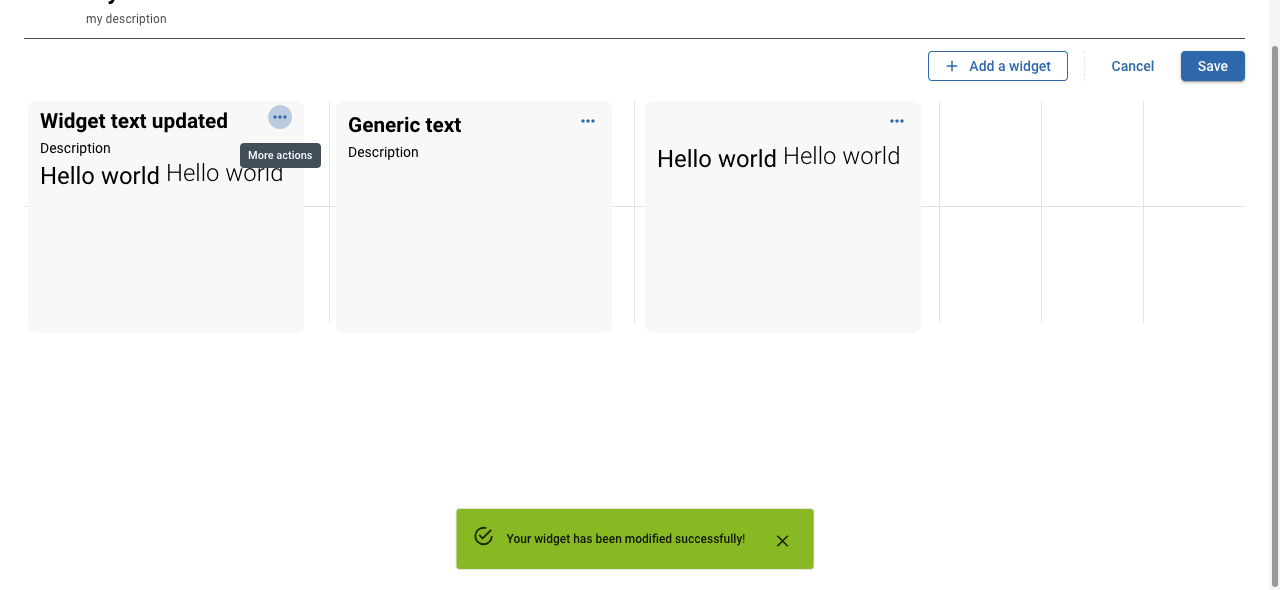 my description
Add a widget
Cancel
Save
Widget text updated
Description
More actions
Hello world Hello world
Generic text
Description
Hello world Hello world
Your widget has been modified successfully!